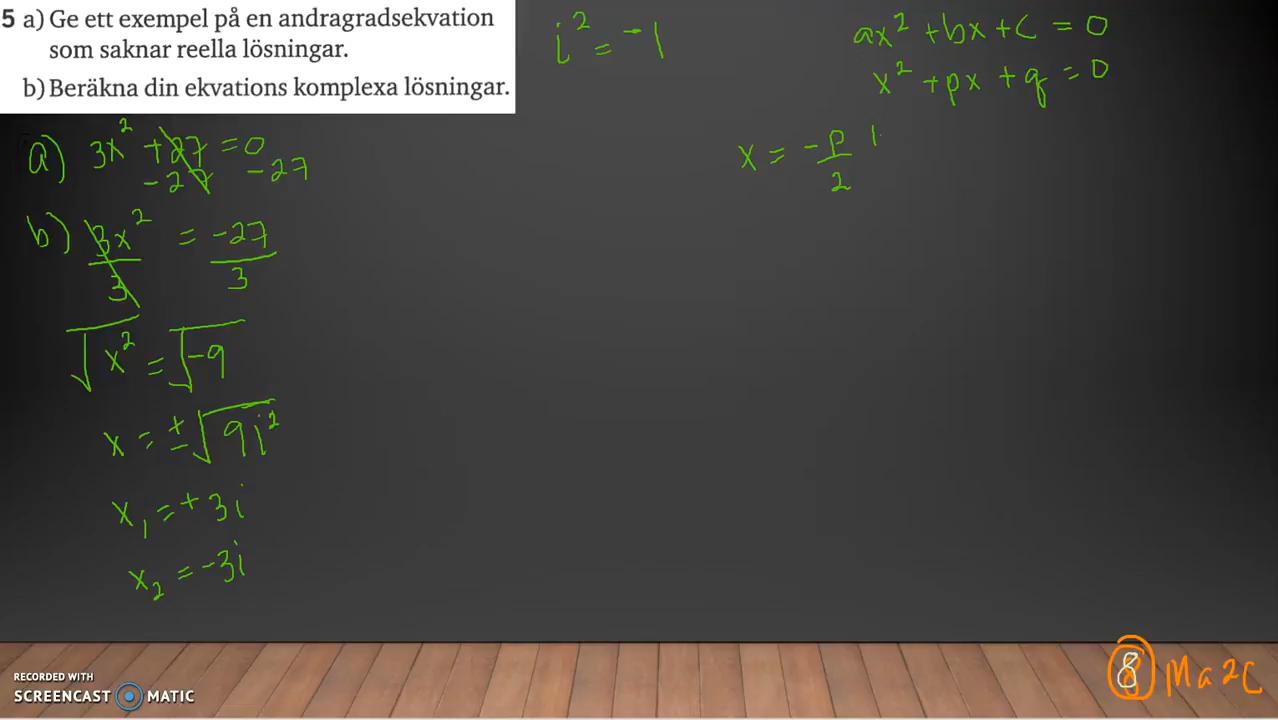 5 a) Ge ett exempel på en andragradsekvation
som saknar reella lösningar.
b) Beräkna din ekvations komplexa lösningar.
i² = -1
ax² + bx + c = 0
x² + px + q = 0
x = -p/2
a) 3x² + 27 = 0
-27 -27
b) 3x²/3 = -27/3
√x² = √-9
x = ±√9i²
x₁ = +3i
x₂ = -3i
RECORDED WITH
SCREENCAST MATIC
8 Ma2C